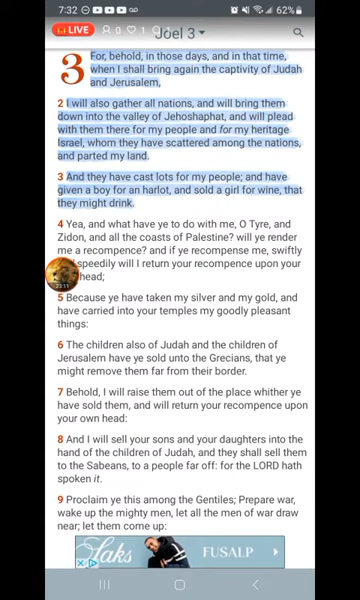 7:32 62%
LIVE 0 1 Joel 3
3 For, behold, in those days, and in that time,
when I shall bring again the captivity of Judah
and Jerusalem,
2 I will also gather all nations, and will bring them
down into the valley of Jehoshaphat, and will plead
with them there for my people and for my heritage
Israel, whom they have scattered among the nations,
and parted my land.
3 And they have cast lots for my people; and have
given a boy for an harlot, and sold a girl for wine, that
they might drink.
4 Yea, and what have ye to do with me, O Tyre, and
Zidon, and all the coasts of Palestine? will ye render
me a recompence? and if ye recompense me, swiftly
speedily will I return your recompence upon your
head;
23:11
5 Because ye have taken my silver and my gold, and
have carried into your temples my goodly pleasant
things:
6 The children also of Judah and the children of
Jerusalem have ye sold unto the Grecians, that ye
might remove them far from their border.
7 Behold, I will raise them out of the place whither ye
have sold them, and will return your recompence upon
your own head:
8 And I will sell your sons and your daughters into the
hand of the children of Judah, and they shall sell them
to the Sabeans, to a people far off: for the LORD hath
spoken it.
9 Proclaim ye this among the Gentiles; Prepare war,
wake up the mighty men, let all the men of war draw
near; let them come up:
Saks FUSALP